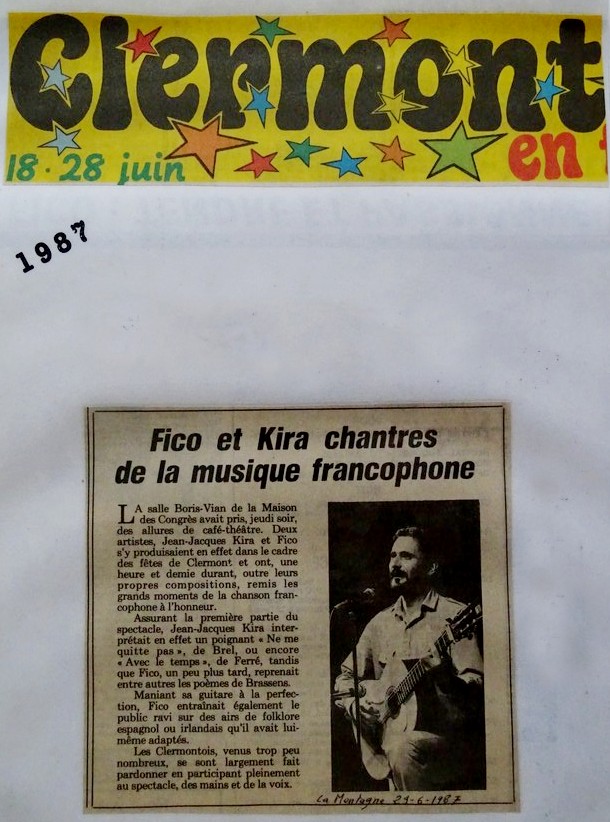 Clermont
18 · 28 juin
en
1987
Fico et Kira chantres
de la musique francophone
LA salle Boris-Vian de la Maison
des Congrès avait pris, jeudi soir,
des allures de café-théâtre. Deux
artistes, Jean-Jacques Kira et Fico
s'y produisaient en effet dans le cadre
des fêtes de Clermont et ont, une
heure et demie durant, outre leurs
propres compositions, remis les
grands moments de la chanson fran-
cophone à l'honneur.
Assurant la première partie du
spectacle, Jean-Jacques Kira inter-
prétait en effet un poignant « Ne me
quitte pas », de Brel, ou encore
« Avec le temps », de Ferré, tandis
que Fico, un peu plus tard, reprenait
entre autres les poèmes de Brassens.
Maniant sa guitare à la perfec-
tion, Fico entraînait également le
public ravi sur des airs de folklore
espagnol ou irlandais qu'il avait lui-
même adaptés.
Les Clermontois, venus trop peu
nombreux, se sont largement fait
pardonner en participant pleinement
au spectacle, des mains et de la voix.
La Montagne 29-6-1987